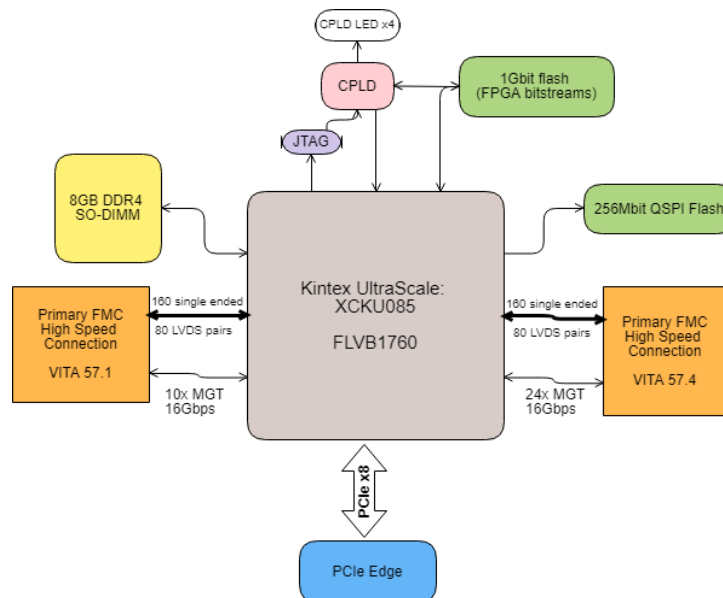 CPLD LED x4
CPLD
1Gbit flash
(FPGA bitstreams)
JTAG
8GB DDR4
SO-DIMM
256Mbit QSPI Flash
Kintex UltraScale:
XCKU085
FLVB1760
Primary FMC
High Speed
Connection
VITA 57.1
160 single ended
80 LVDS pairs
10x MGT
16Gbps
160 single ended
80 LVDS pairs
24x MGT
16Gbps
Primary FMC
High Speed
Connection
VITA 57.4
PCIe x8
PCIe Edge